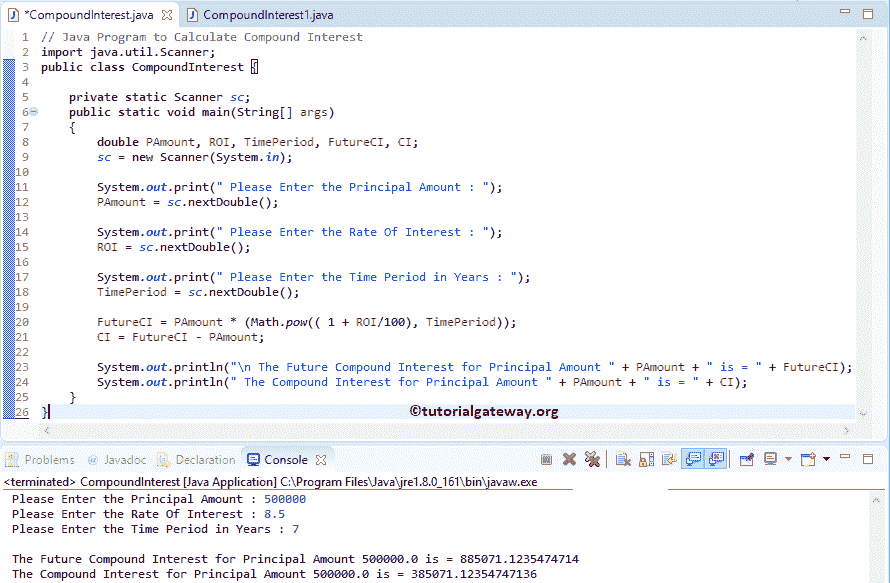 *CompoundInterest.java CompoundInterest1.java
1 // Java Program to Calculate Compound Interest
2 import java.util.Scanner;
3 public class CompoundInterest {
4
5 private static Scanner sc;
6 public static void main(String[] args)
7 {
8 double PAmount, ROI, TimePeriod, FutureCI, CI;
9 sc = new Scanner(System.in);
10
11 System.out.print(" Please Enter the Principal Amount : ");
12 PAmount = sc.nextDouble();
13
14 System.out.print(" Please Enter the Rate Of Interest : ");
15 ROI = sc.nextDouble();
16
17 System.out.print(" Please Enter the Time Period in Years : ");
18 TimePeriod = sc.nextDouble();
19
20 FutureCI = PAmount * (Math.pow(( 1 + ROI/100), TimePeriod));
21 CI = FutureCI - PAmount;
22
23 System.out.println("\n The Future Compound Interest for Principal Amount " + PAmount + " is = " + FutureCI);
24 System.out.println(" The Compound Interest for Principal Amount " + PAmount + " is = " + CI);
25 }
26 }
©tutorialgateway.org
Problems Javadoc Declaration Console
<terminated> CompoundInterest [Java Application] C:\Program Files\Java\jre1.8.0_161\bin\javaw.exe
Please Enter the Principal Amount : 500000
Please Enter the Rate Of Interest : 8.5
Please Enter the Time Period in Years : 7
The Future Compound Interest for Principal Amount 500000.0 is = 885071.1235474714
The Compound Interest for Principal Amount 500000.0 is = 385071.12354747136